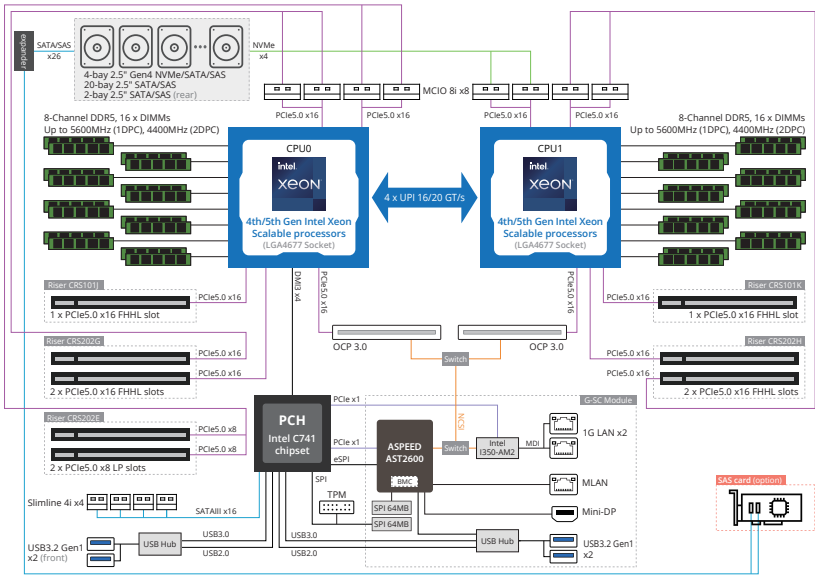 expander
SATA/SAS
x26
NVMe
x4
4-bay 2.5" Gen4 NVMe/SATA/SAS
20-bay 2.5" SATA/SAS
2-bay 2.5" SATA/SAS (rear)
MCIO 8i x8
PCIe5.0 x16
PCIe5.0 x16
PCIe5.0 x16
PCIe5.0 x16
8-Channel DDR5, 16 x DIMMs
Up to 5600MHz (1DPC), 4400MHz (2DPC)
8-Channel DDR5, 16 x DIMMs
Up to 5600MHz (1DPC), 4400MHz (2DPC)
CPU0
intel
xeon
4th/5th Gen Intel Xeon
Scalable processors
(LGA4677 Socket)
4 x UPI 16/20 GT/s
CPU1
intel
xeon
4th/5th Gen Intel Xeon
Scalable processors
(LGA4677 Socket)
DMI3 x4
PCIe5.0 x16
PCIe5.0 x16
Riser CRS101J
PCIe5.0 x16
1 x PCIe5.0 x16 FHHL slot
Riser CRS101K
PCIe5.0 x16
1 x PCIe5.0 x16 FHHL slot
Riser CRS202G
PCIe5.0 x16
PCIe5.0 x16
2 x PCIe5.0 x16 FHHL slots
OCP 3.0
OCP 3.0
Switch
Riser CRS202H
PCIe5.0 x16
PCIe5.0 x16
2 x PCIe5.0 x16 FHHL slots
Riser CRS202E
PCIe5.0 x8
PCIe5.0 x8
2 x PCIe5.0 x8 LP slots
PCH
Intel C741
chipset
PCIe x1
PCIe x1
eSPI
SPI
G-SC Module
NCSI
ASPEED
AST2600
BMC
Switch
Intel
I350-AM2
MDI
1G LAN x2
MLAN
Mini-DP
SPI 64MB
SPI 64MB
TPM
Slimline 4i x4
SATAIII x16
USB3.2 Gen1
x2 (front)
USB Hub
USB3.0
USB2.0
USB3.0
USB2.0
USB Hub
USB3.2 Gen1
x2
SAS card (option)